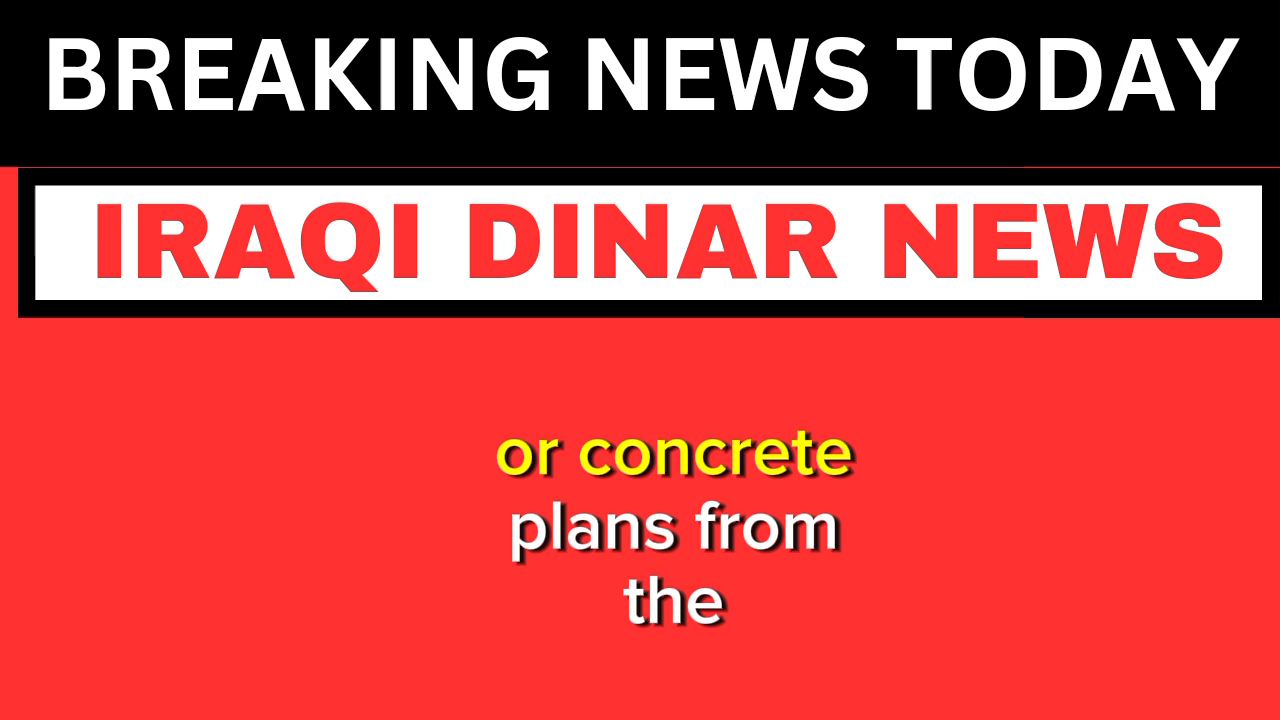 BREAKING NEWS TODAY
IRAQI DINAR NEWS
or concrete
plans from
the